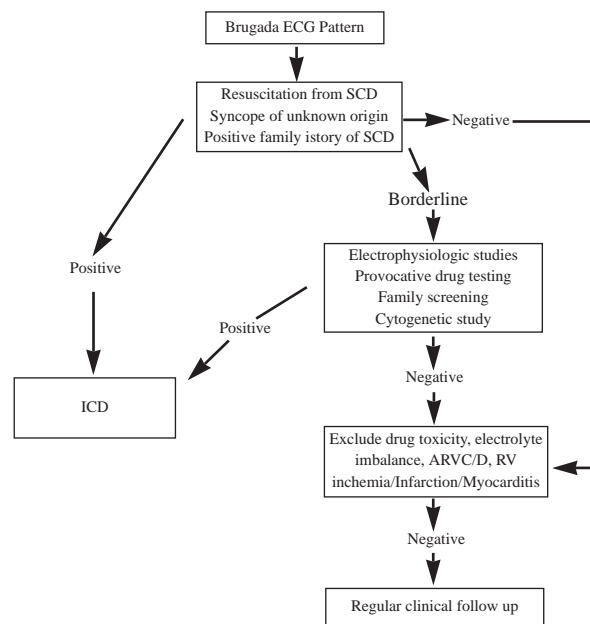 Brugada ECG Pattern
Resuscitation from SCD
Syncope of unknown origin
Positive family istory of SCD
Negative
Borderline
Positive
Electrophysiologic studies
Provocative drug testing
Family screening
Cytogenetic study
Positive
Negative
ICD
Exclude drug toxicity, electrolyte
imbalance, ARVC/D, RV
inchemia/Infarction/Myocarditis
Negative
Regular clinical follow up